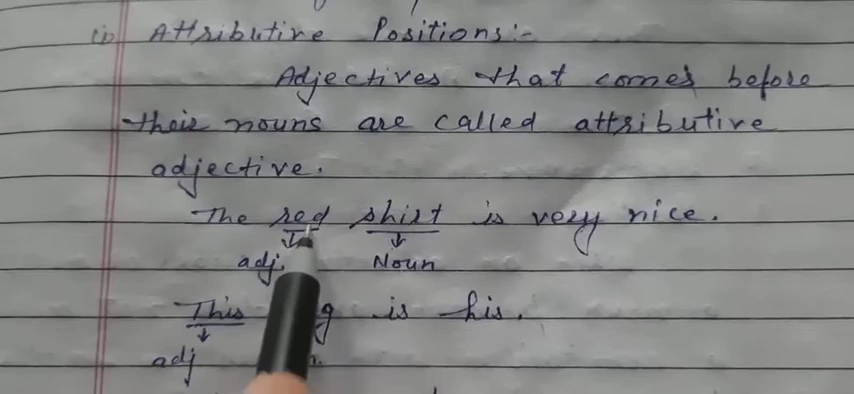 (i) Attributive Positions:-
Adjectives that comes before
their nouns are called attributive
adjective.
The red shirt is very nice.
adj. Noun
This is his.
adj